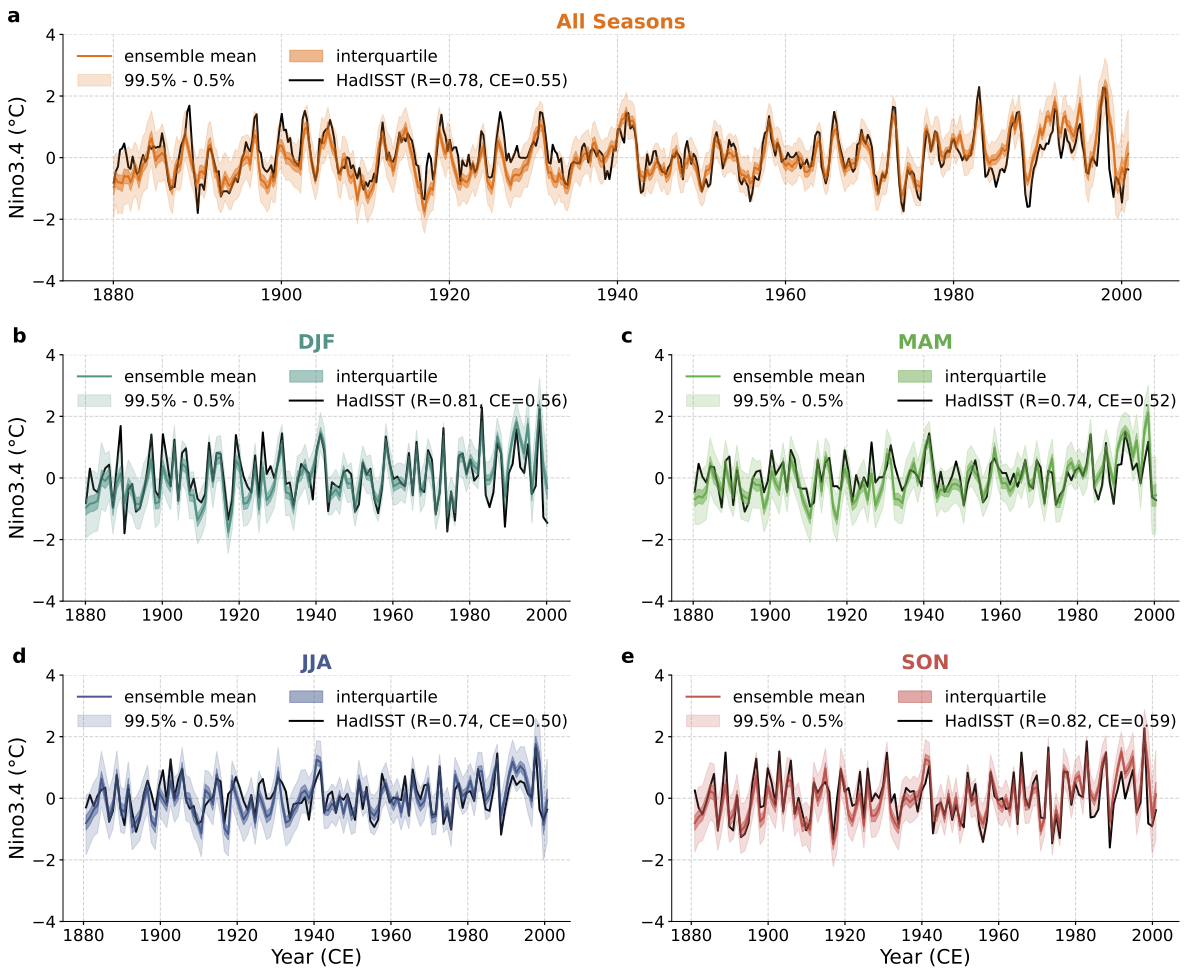 a
All Seasons
Nino3.4 (°C)
4
2
0
−2
−4
ensemble mean
99.5% - 0.5%
interquartile
HadISST (R=0.78, CE=0.55)
1880 1900 1920 1940 1960 1980 2000
b
DJF
Nino3.4 (°C)
4
2
0
−2
−4
ensemble mean
99.5% - 0.5%
interquartile
HadISST (R=0.81, CE=0.56)
1880 1900 1920 1940 1960 1980 2000
c
MAM
4
2
0
−2
−4
ensemble mean
99.5% - 0.5%
interquartile
HadISST (R=0.74, CE=0.52)
1880 1900 1920 1940 1960 1980 2000
d
JJA
Nino3.4 (°C)
4
2
0
−2
−4
ensemble mean
99.5% - 0.5%
interquartile
HadISST (R=0.74, CE=0.50)
1880 1900 1920 1940 1960 1980 2000
Year (CE)
e
SON
4
2
0
−2
−4
ensemble mean
99.5% - 0.5%
interquartile
HadISST (R=0.82, CE=0.59)
1880 1900 1920 1940 1960 1980 2000
Year (CE)